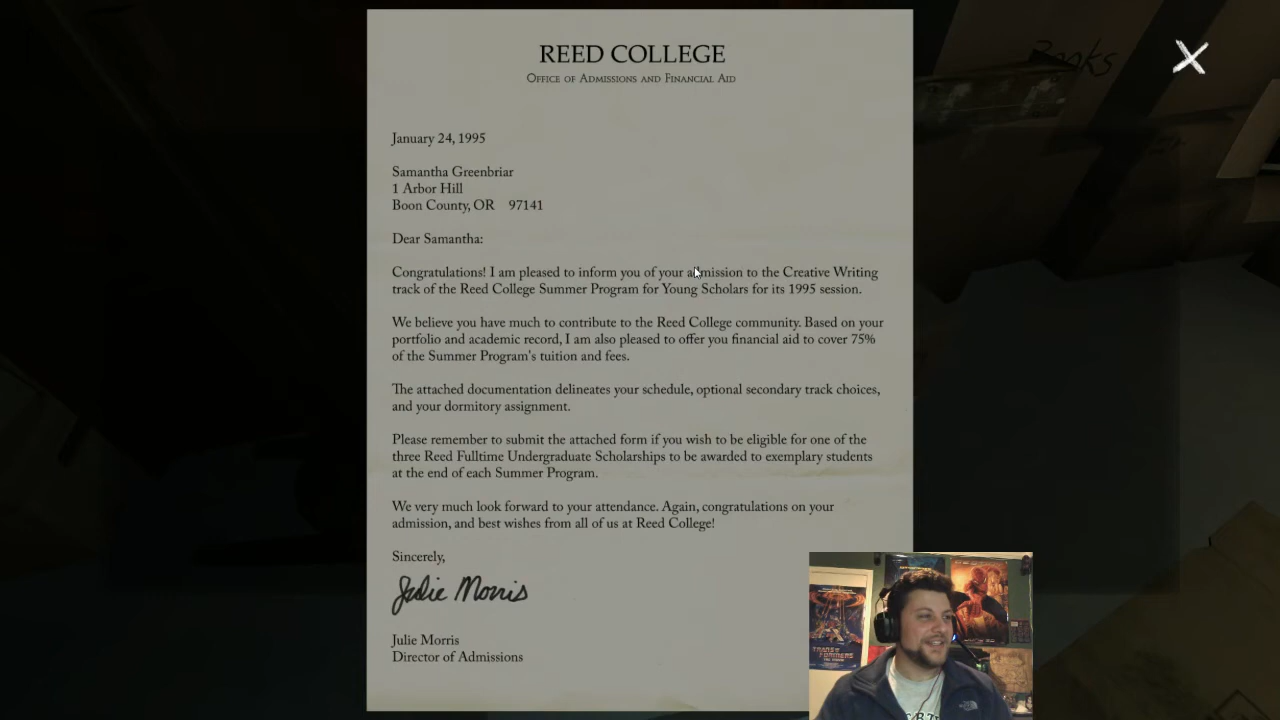 Books
REED COLLEGE
Office of Admissions and Financial Aid
January 24, 1995
Samantha Greenbriar
1 Arbor Hill
Boon County, OR 97141
Dear Samantha:
Congratulations! I am pleased to inform you of your admission to the Creative Writing
track of the Reed College Summer Program for Young Scholars for its 1995 session.
We believe you have much to contribute to the Reed College community. Based on your
portfolio and academic record, I am also pleased to offer you financial aid to cover 75%
of the Summer Program's tuition and fees.
The attached documentation delineates your schedule, optional secondary track choices,
and your dormitory assignment.
Please remember to submit the attached form if you wish to be eligible for one of the
three Reed Fulltime Undergraduate Scholarships to be awarded to exemplary students
at the end of each Summer Program.
We very much look forward to your attendance. Again, congratulations on your
admission, and best wishes from all of us at Reed College!
Sincerely,
Julie Morris
Julie Morris
Director of Admissions
TRANSFORMERS